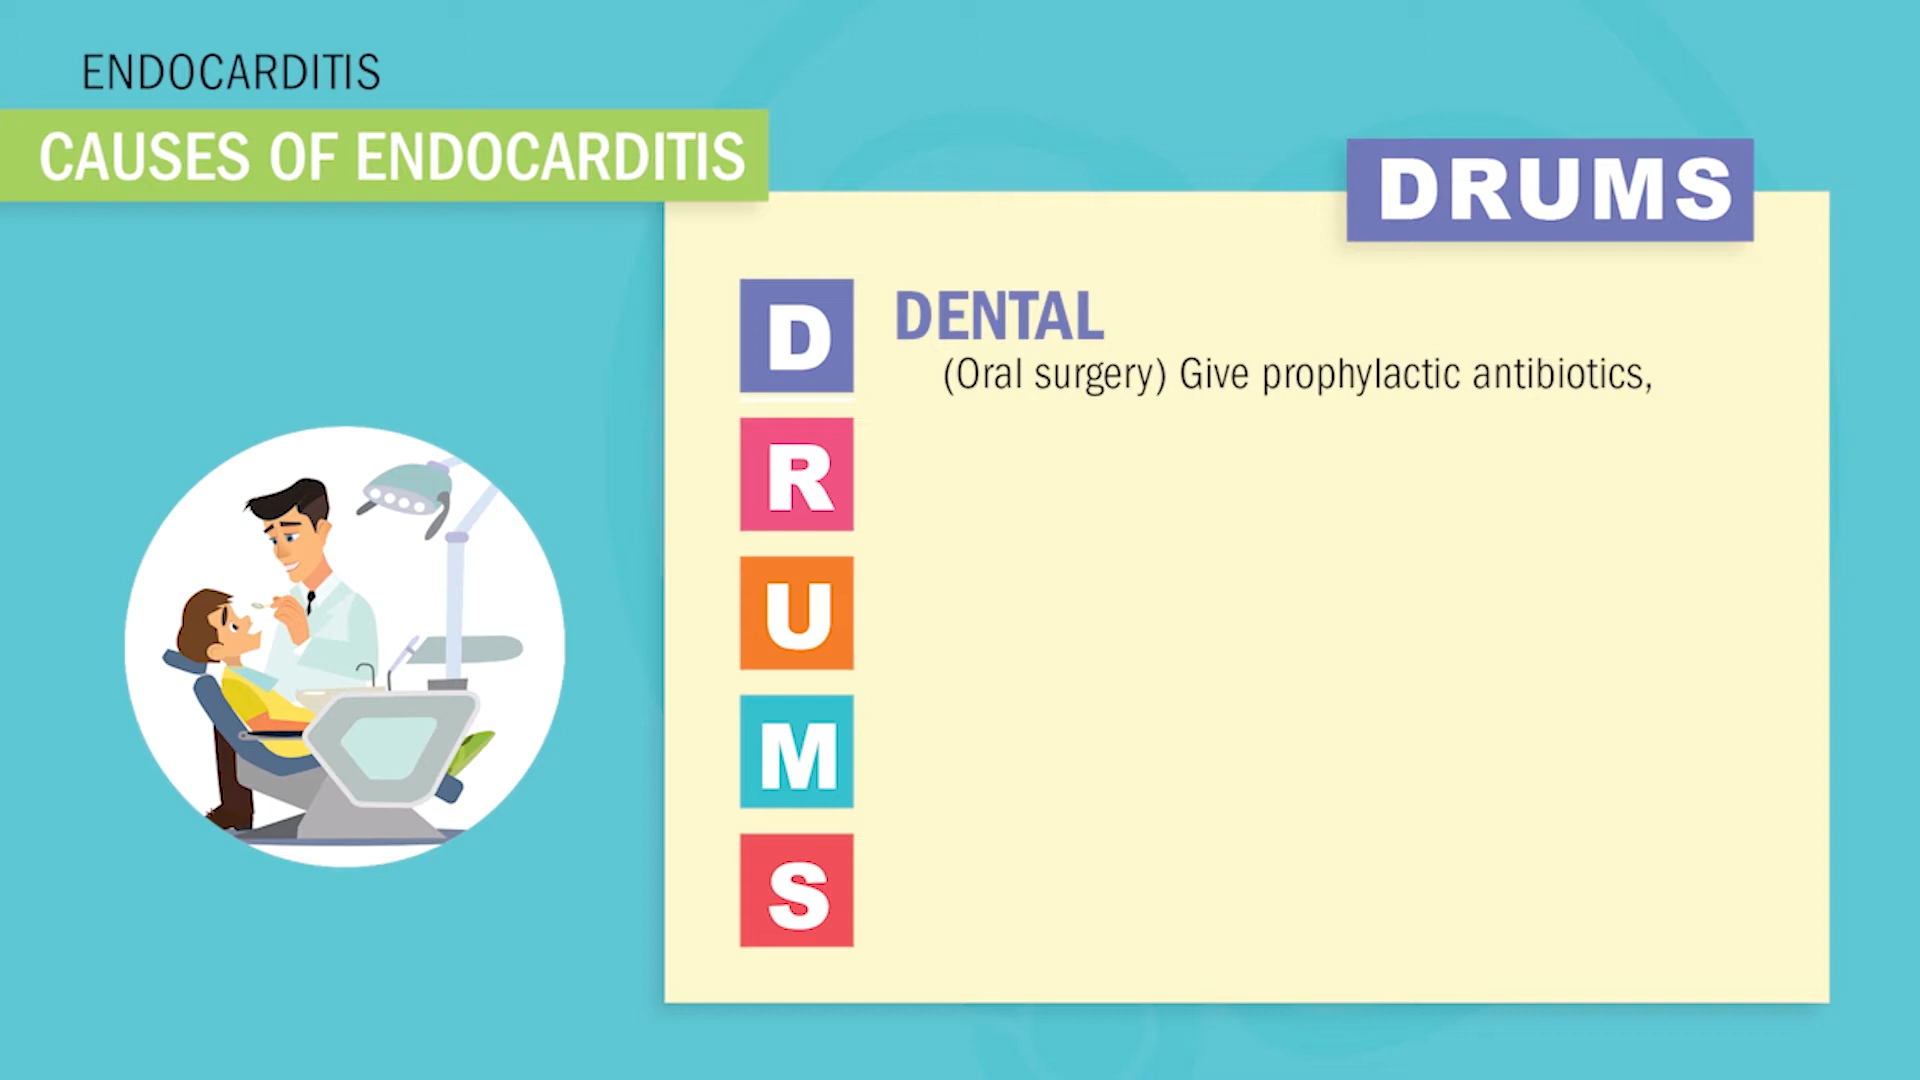 ENDOCARDITIS
CAUSES OF ENDOCARDITIS
DRUMS
D
DENTAL
(Oral surgery) Give prophylactic antibiotics,
R
U
M
S